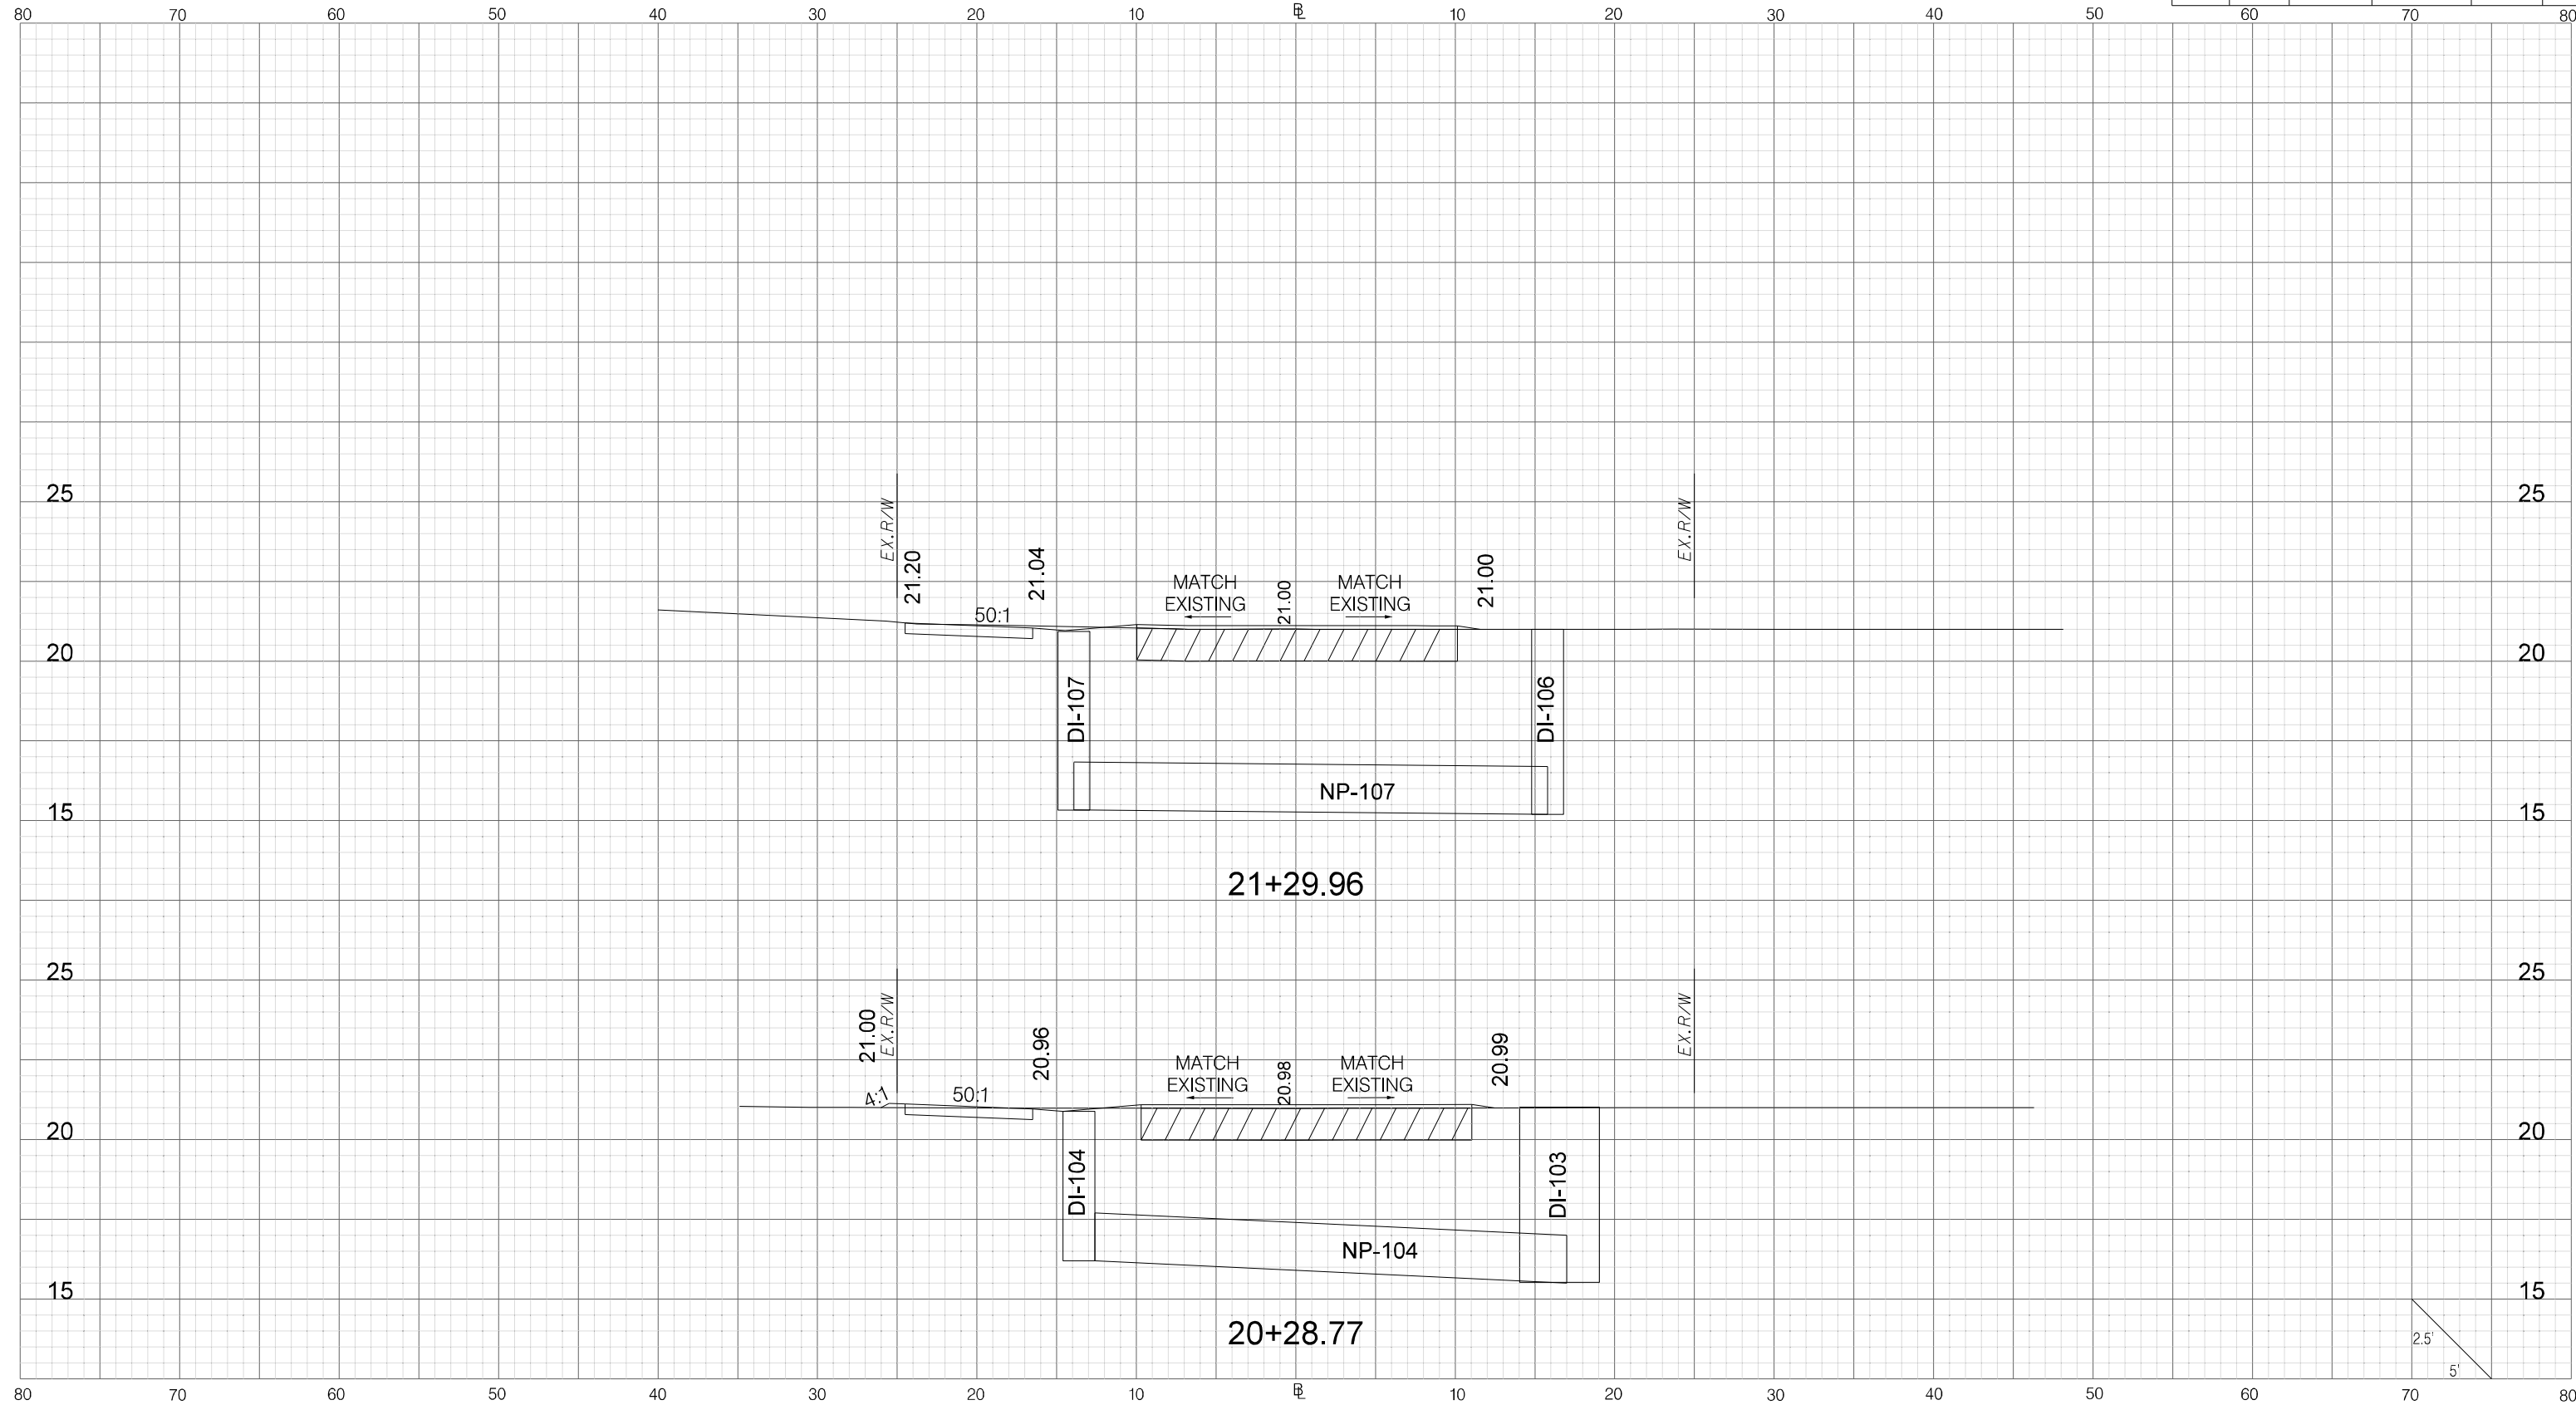 80 70 60 50 40 30 20 10 ℄ 10 20 30 40 50 60 70 80
25 25
EX.R/W EX.R/W
21.20
21.04
21.00
MATCH EXISTING
21.00
MATCH EXISTING
50:1
20 20
DI-107
DI-106
NP-107
15 15
21+29.96
25 25
21.00
EX.R/W EX.R/W
20.96
20.99
MATCH EXISTING
20.98
MATCH EXISTING
4:1
50:1
20 20
DI-104
DI-103
NP-104
15 15
20+28.77
2.5'
5'
80 70 60 50 40 30 20 10 ℄ 10 20 30 40 50 60 70 80